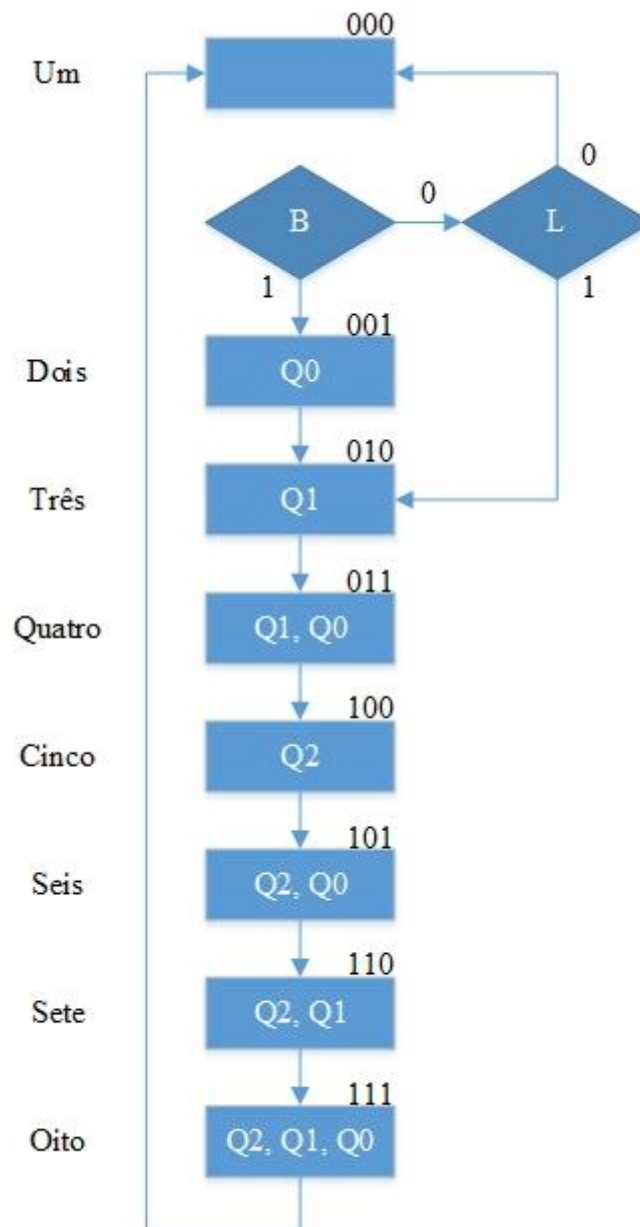 000
Um
0
B
0
L
1
1
001
Dois
Q0
010
Três
Q1
011
Quatro
Q1, Q0
100
Cinco
Q2
101
Seis
Q2, Q0
110
Sete
Q2, Q1
111
Oito
Q2, Q1, Q0